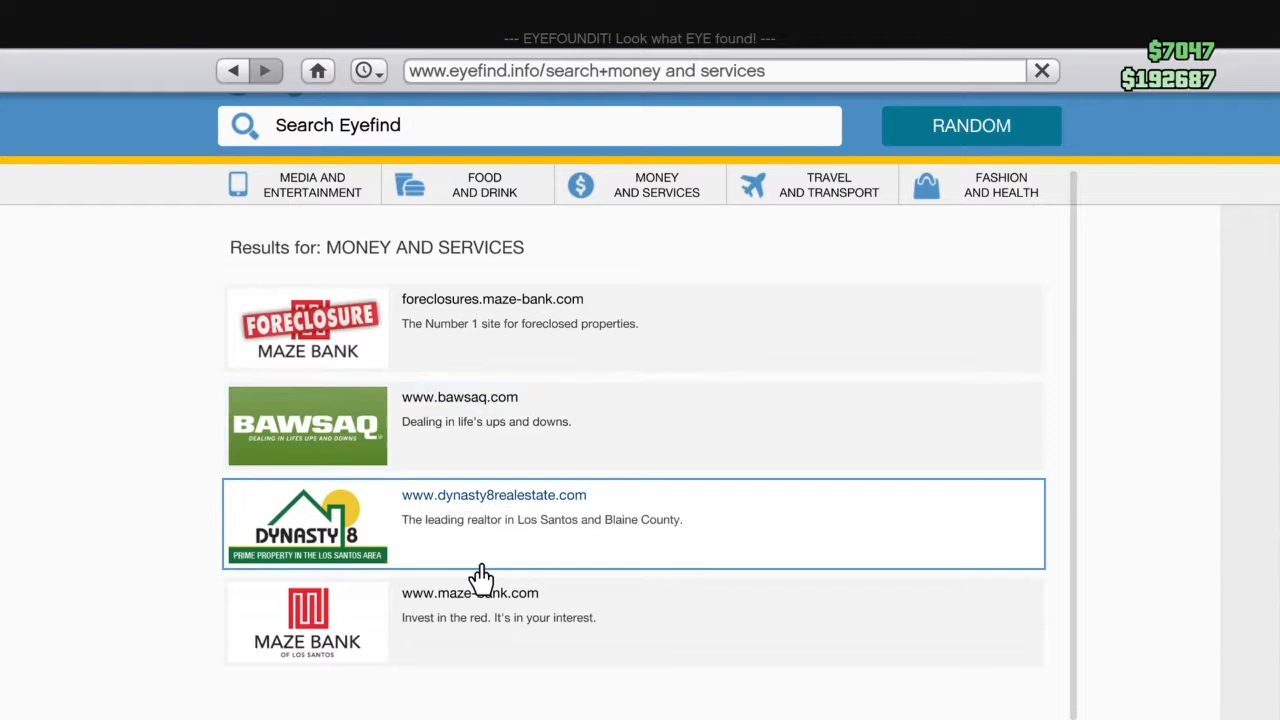 --- EYEFOUNDIT! Look what EYE found! ---
$7047
www.eyefind.info/search+money and services
$192687
Search Eyefind
RANDOM
MEDIA AND
ENTERTAINMENT
FOOD
AND DRINK
MONEY
AND SERVICES
TRAVEL
AND TRANSPORT
FASHION
AND HEALTH
Results for: MONEY AND SERVICES
FORECLOSURE
MAZE BANK
foreclosures.maze-bank.com
The Number 1 site for foreclosed properties.
BAWSAQ
DEALING IN LIFES UPS AND DOWNS
www.bawsaq.com
Dealing in life's ups and downs.
DYNASTY 8
PRIME PROPERTY IN THE LOS SANTOS AREA
www.dynasty8realestate.com
The leading realtor in Los Santos and Blaine County.
MAZE BANK
OF LOS SANTOS
www.maze-bank.com
Invest in the red. It's in your interest.